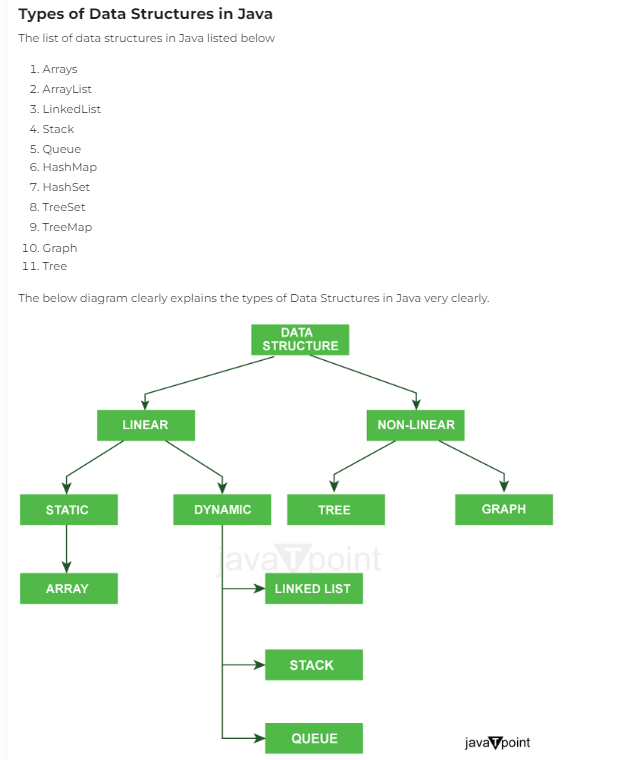 Types of Data Structures in Java
The list of data structures in Java listed below
1. Arrays
2. ArrayList
3. LinkedList
4. Stack
5. Queue
6. HashMap
7. HashSet
8. TreeSet
9. TreeMap
10. Graph
11. Tree
The below diagram clearly explains the types of Data Structures in Java very clearly.
DATA
STRUCTURE
LINEAR
NON-LINEAR
STATIC
DYNAMIC
TREE
GRAPH
javaTpoint
ARRAY
LINKED LIST
STACK
QUEUE
javaTpoint